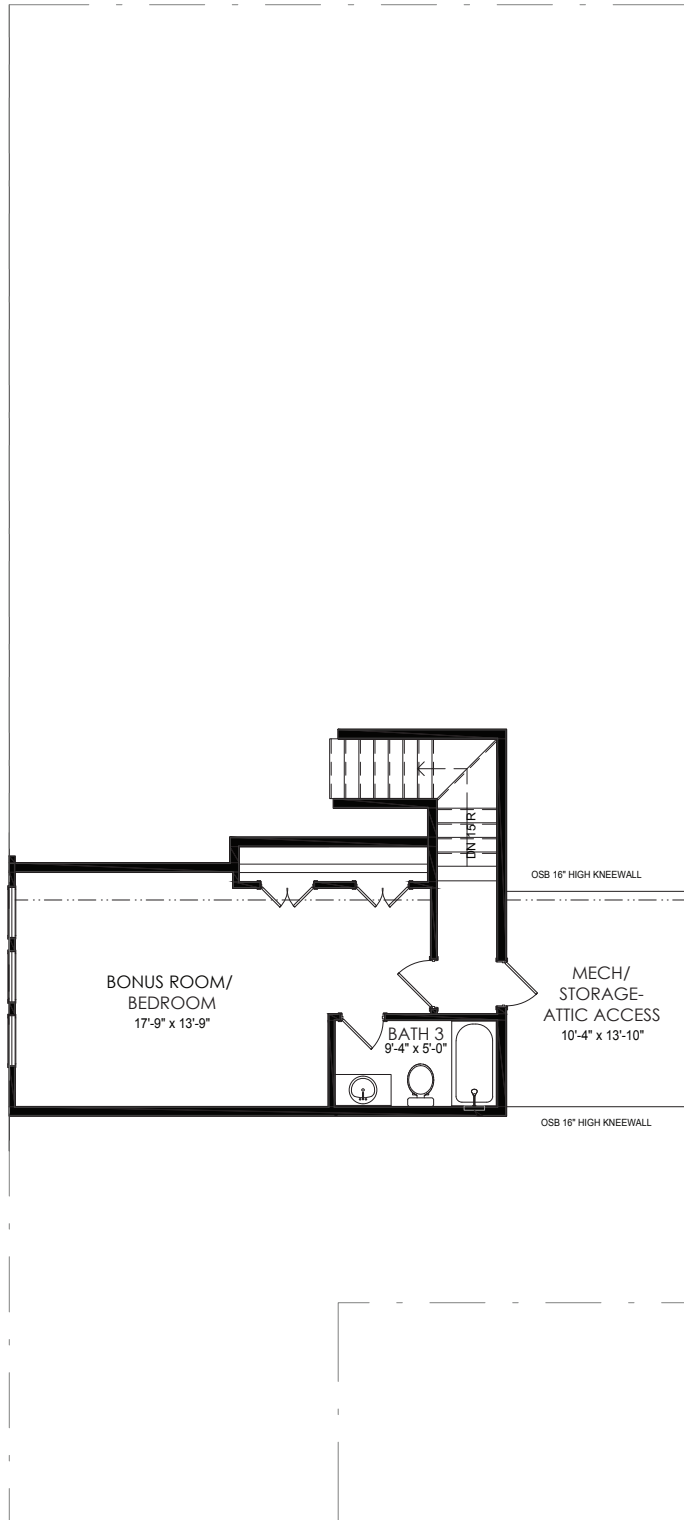 DN 15 R
OSB 16" HIGH KNEEWALL
BONUS ROOM/
BEDROOM
17'-9" x 13'-9"
MECH/
STORAGE-
ATTIC ACCESS
10'-4" x 13'-10"
BATH 3
9'-4" x 5'-0"
OSB 16" HIGH KNEEWALL